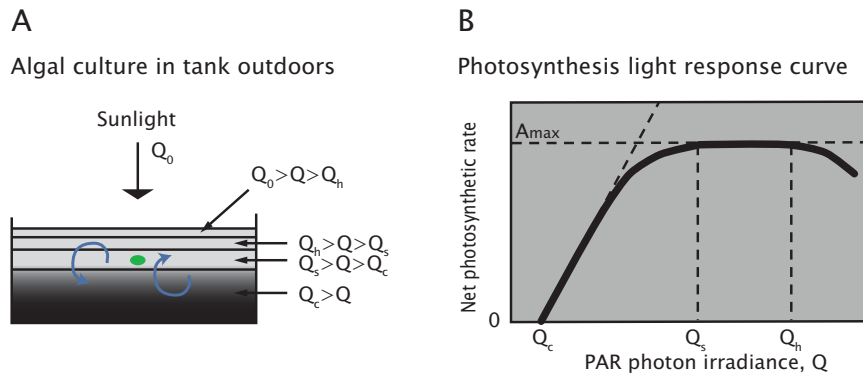 A
Algal culture in tank outdoors
Sunlight
Q0
Q0>Q>Qh
Qh>Q>Qs
Qs>Q>Qc
Qc>Q
B
Photosynthesis light response curve
Net photosynthetic rate
Amax
0
Qc
Qs
Qh
PAR photon irradiance, Q